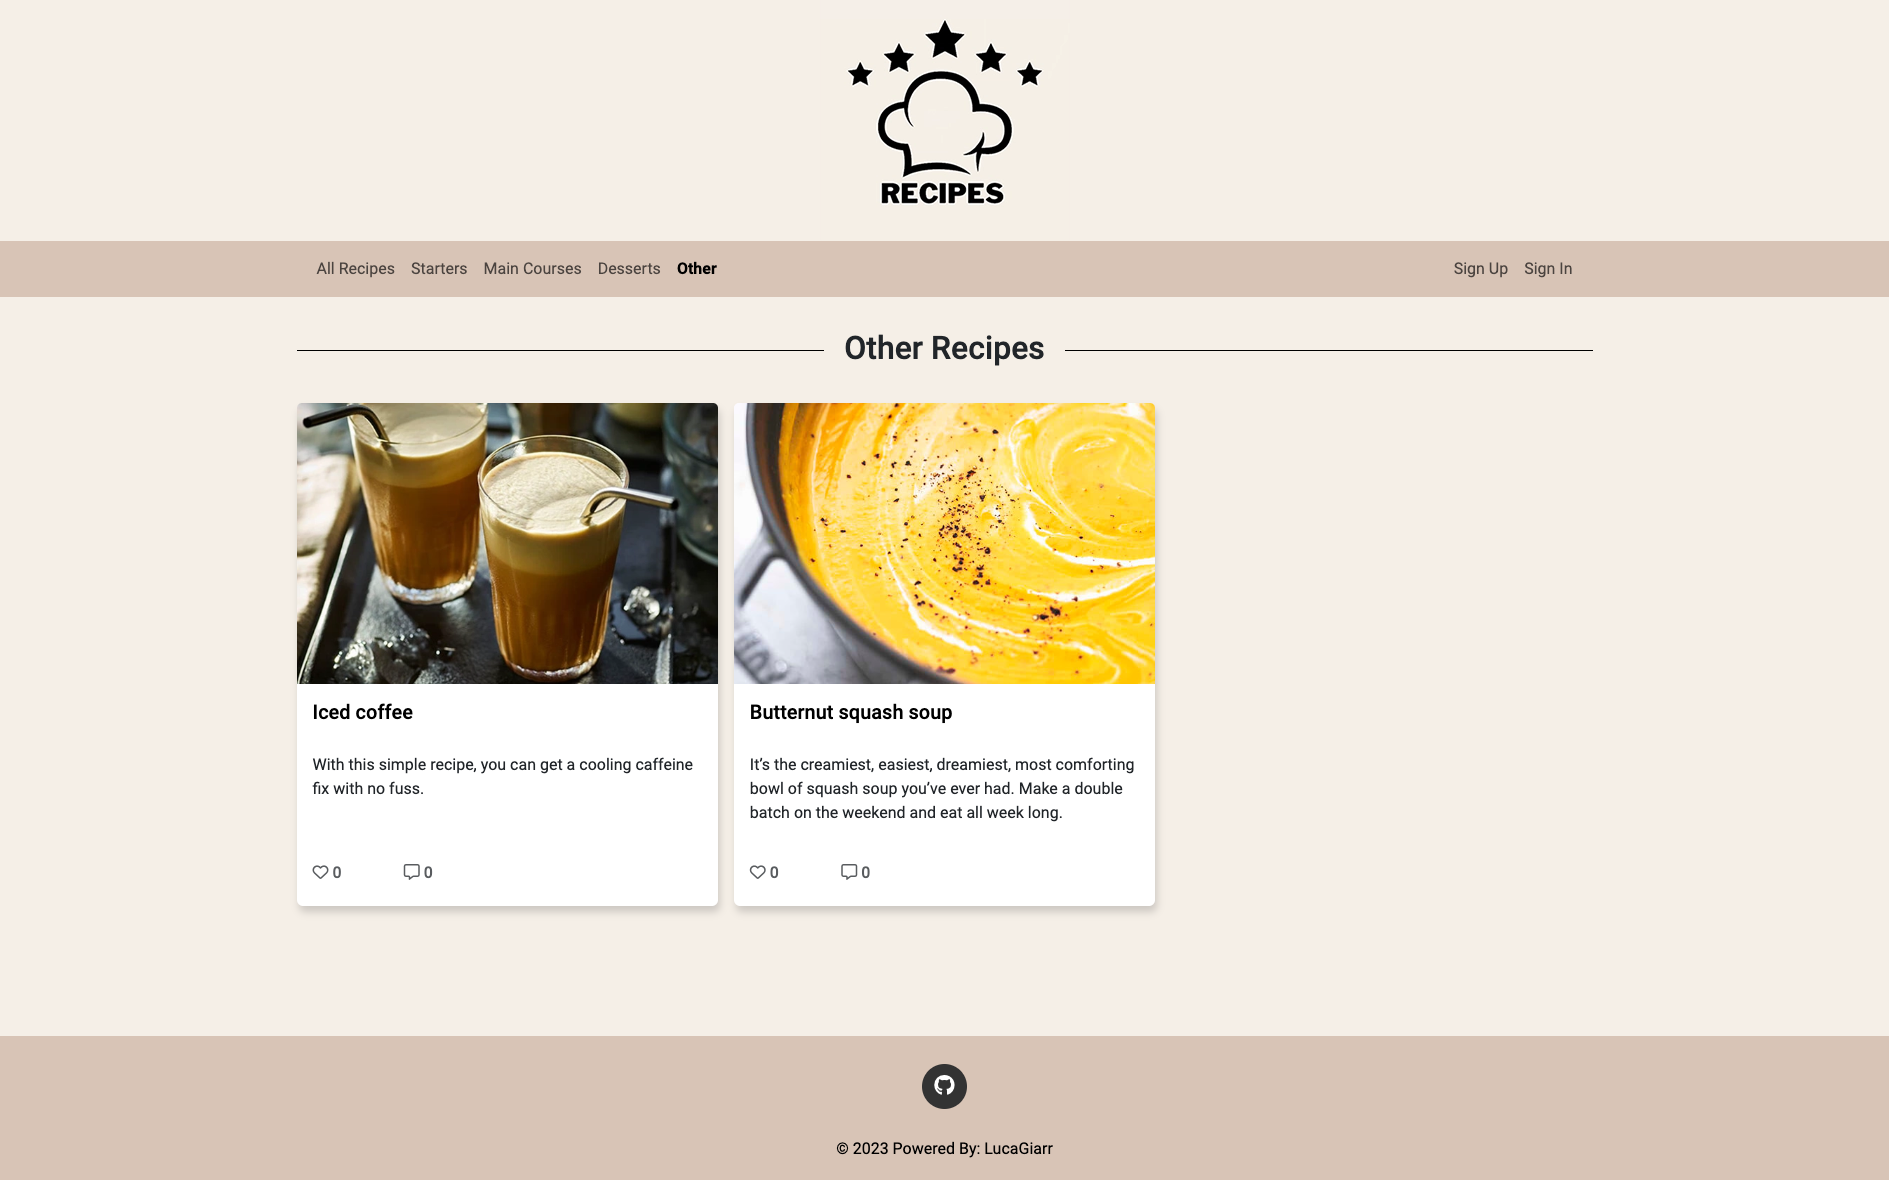 RECIPES
All Recipes Starters Main Courses Desserts Other Sign Up Sign In
Other Recipes
Iced coffee
With this simple recipe, you can get a cooling caffeine
fix with no fuss.
0 0
Butternut squash soup
It’s the creamiest, easiest, dreamiest, most comforting
bowl of squash soup you’ve ever had. Make a double
batch on the weekend and eat all week long.
0 0
© 2023 Powered By: LucaGiarr